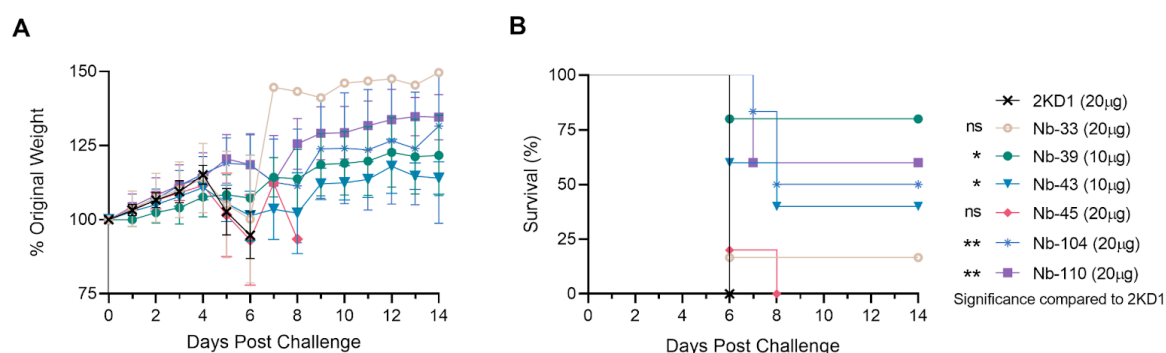 A
% Original Weight
150
125
100
75
0 2 4 6 8 10 12 14
Days Post Challenge
B
Survival (%)
100
75
50
25
0
0 2 4 6 8 10 12 14
Days Post Challenge
2KD1 (20μg)
ns Nb-33 (20μg)
* Nb-39 (10μg)
* Nb-43 (10μg)
ns Nb-45 (20μg)
** Nb-104 (20μg)
** Nb-110 (20μg)
Significance compared to 2KD1